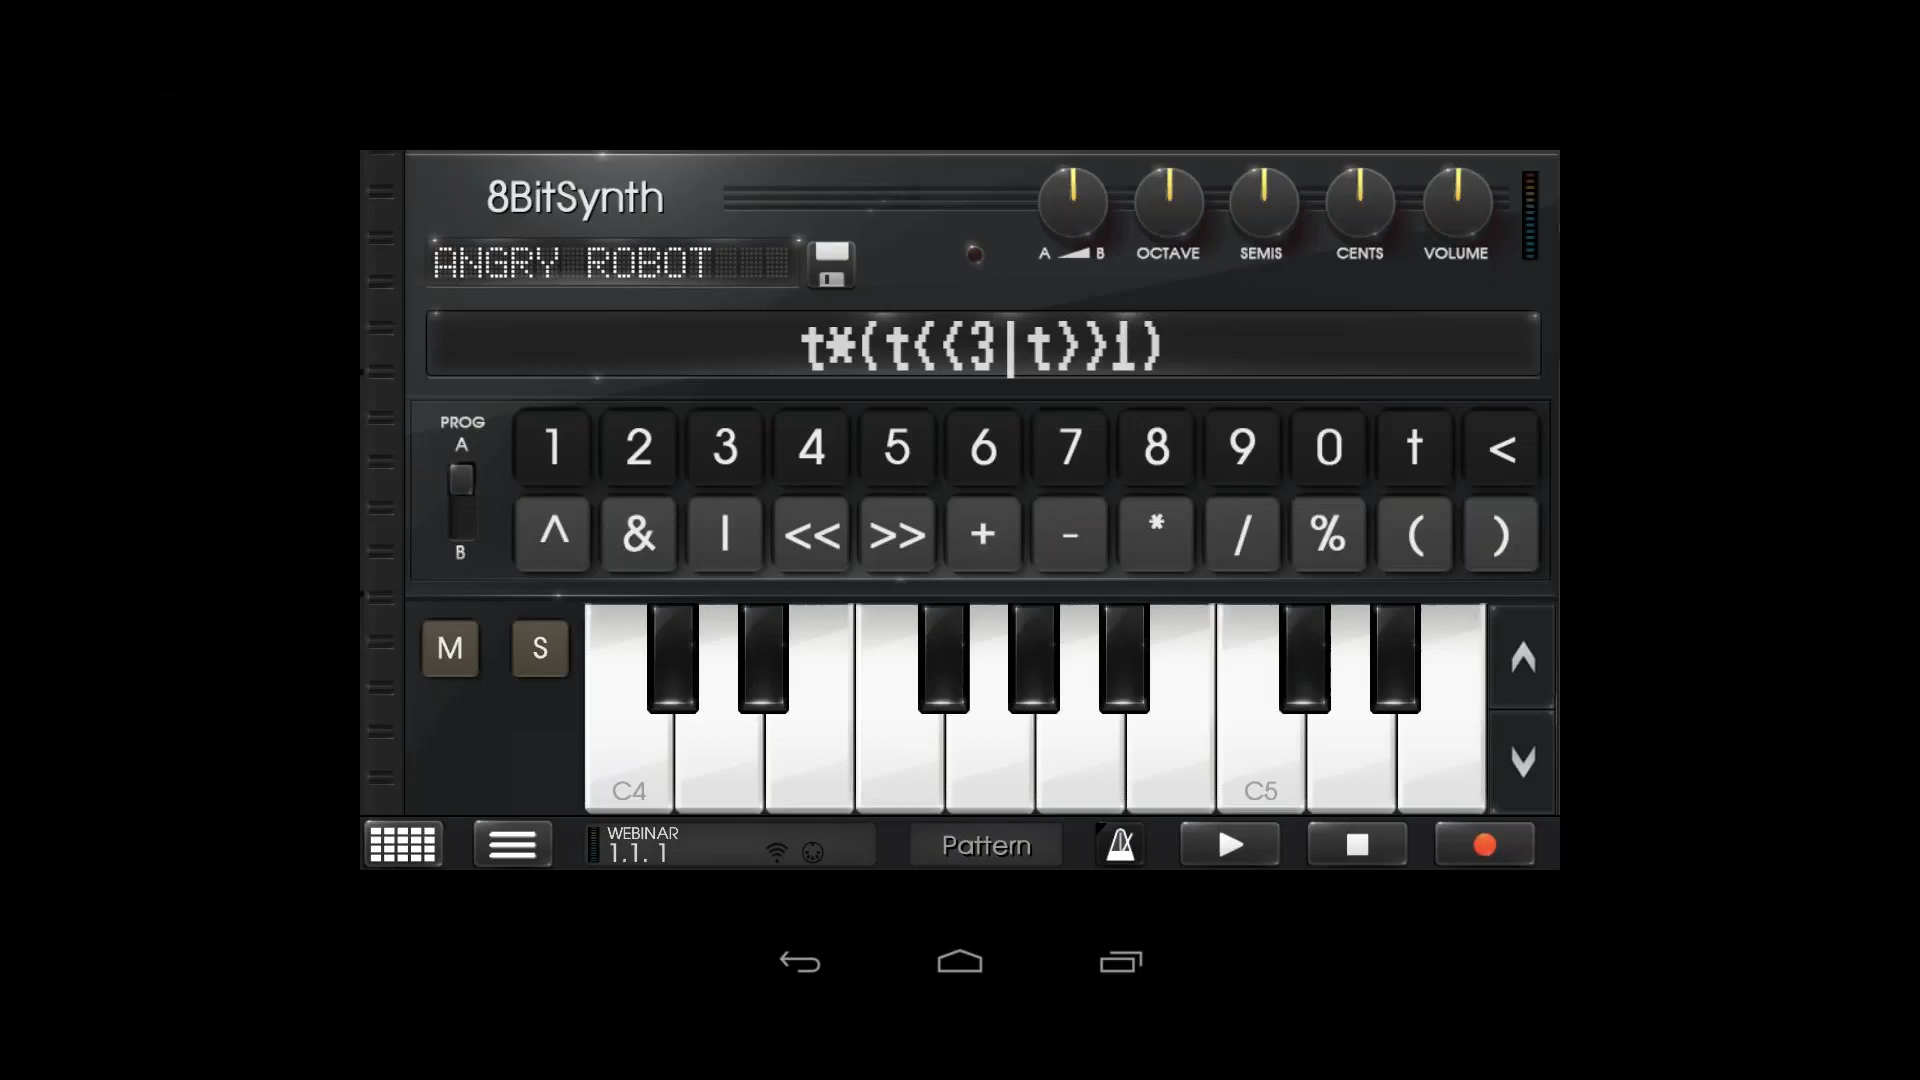 8BitSynth
ANGRY ROBOT
A B OCTAVE SEMIS CENTS VOLUME
t*(t<<3|t>>1)
PROG
A
B
1 2 3 4 5 6 7 8 9 0 t <
^ & | << >> + - * / % ( )
M S
C4 C5
WEBINAR
1.1. 1
Pattern